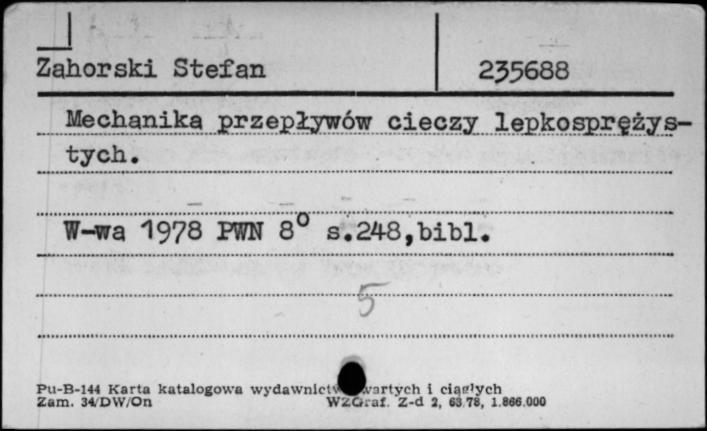 Zahorski Stefan 235688
Mechanika przepływów cieczy lepkosprężys-
tych.
W-wa 1978 PWN 8° s.248,bibl.
5
Pu-B-144 Karta katalogowa wydawnictw zwartych i ciągłych
Zam. 34/DW/On WZGraf. Z-d 2, 63.78, 1.866.000